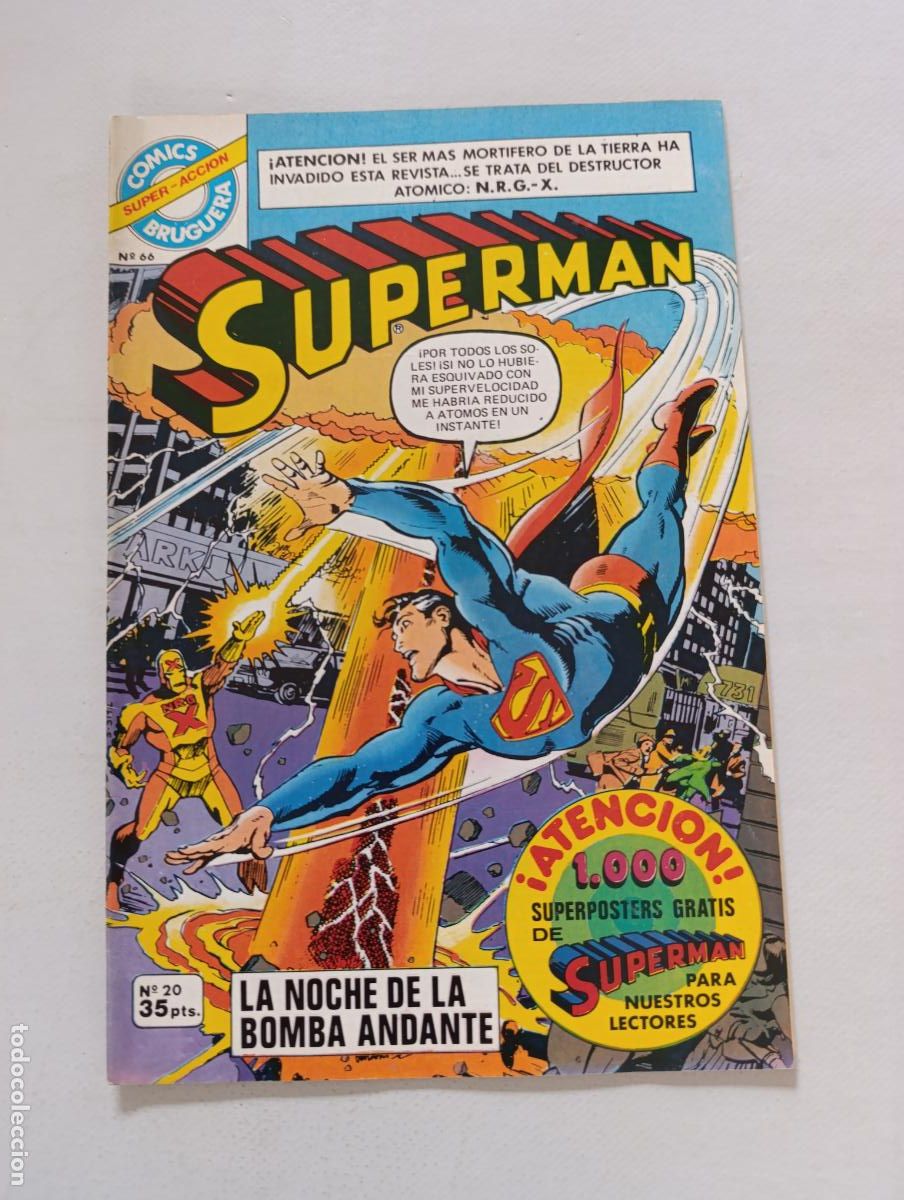 COMICS
SUPER-ACCION
BRUGUERA
Nº 66
¡ATENCION! EL SER MAS MORTIFERO DE LA TIERRA HA
INVADIDO ESTA REVISTA...SE TRATA DEL DESTRUCTOR
ATOMICO: N.R.G.-X.
SUPERMAN
®
¡POR TODOS LOS SO-
LES! ¡SI NO LO HUBIE-
RA ESQUIVADO CON
MI SUPERVELOCIDAD
ME HABRIA REDUCIDO
A ATOMOS EN UN
INSTANTE!
ARK
X
NRG
X
S
731
¡ATENCION!
1.000
SUPERPOSTERS GRATIS
DE
SUPERMAN
PARA
NUESTROS
LECTORES
Nº 20
35 pts.
LA NOCHE DE LA
BOMBA ANDANTE
todocoleccion